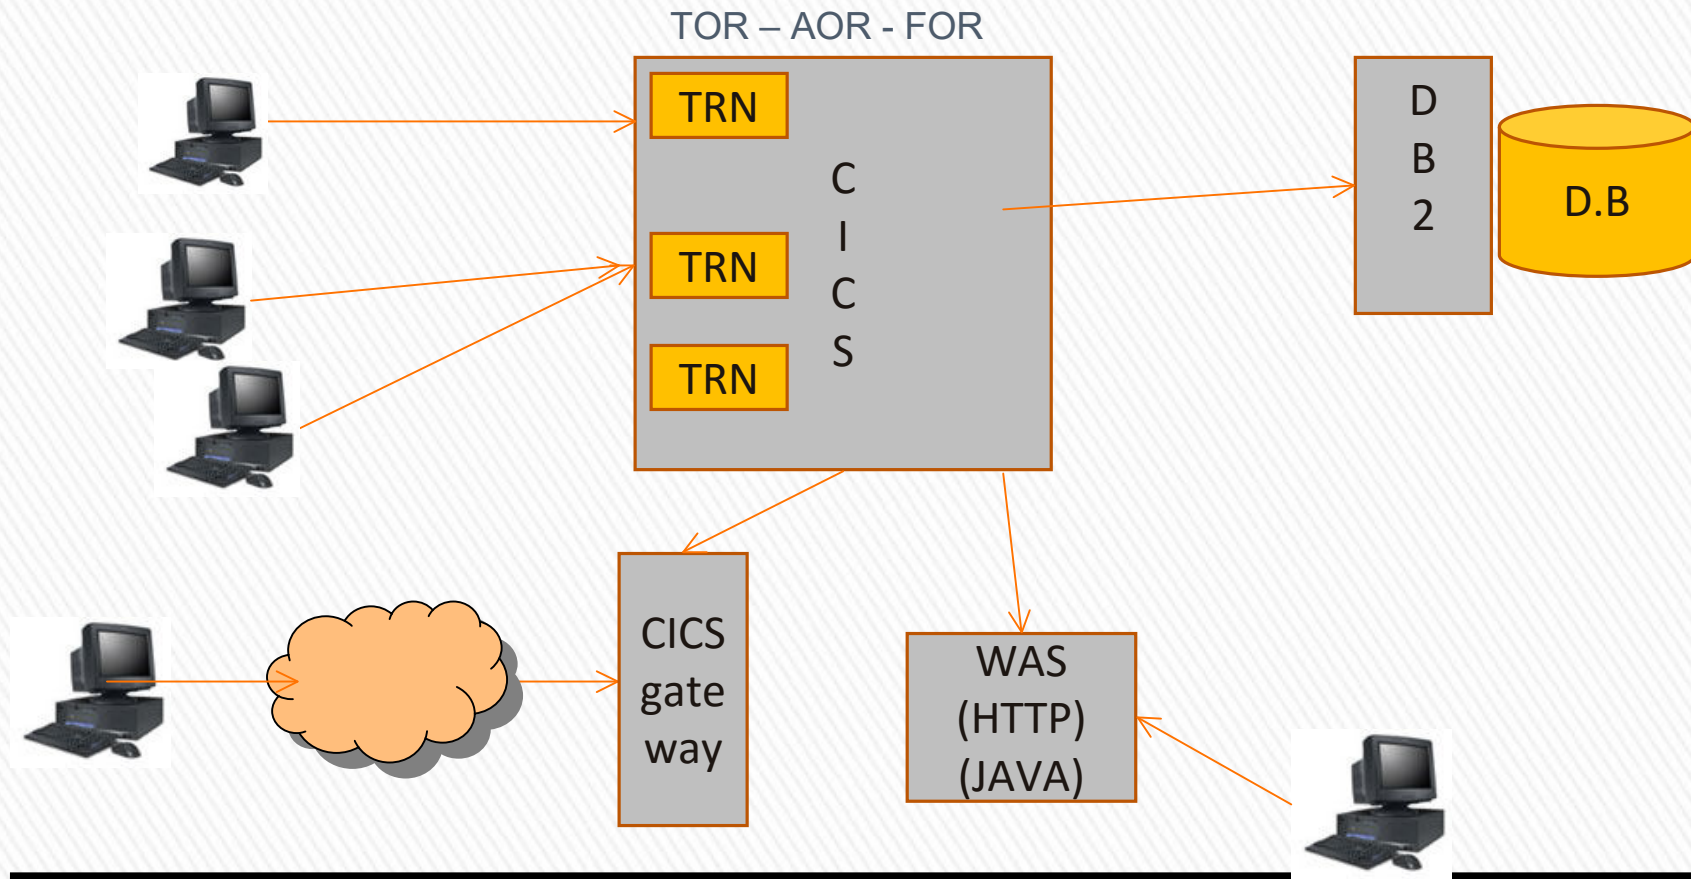 TOR – AOR - FOR
TRN
TRN
TRN
C
I
C
S
D
B
2
D.B
CICS
gate
way
WAS
(HTTP)
(JAVA)